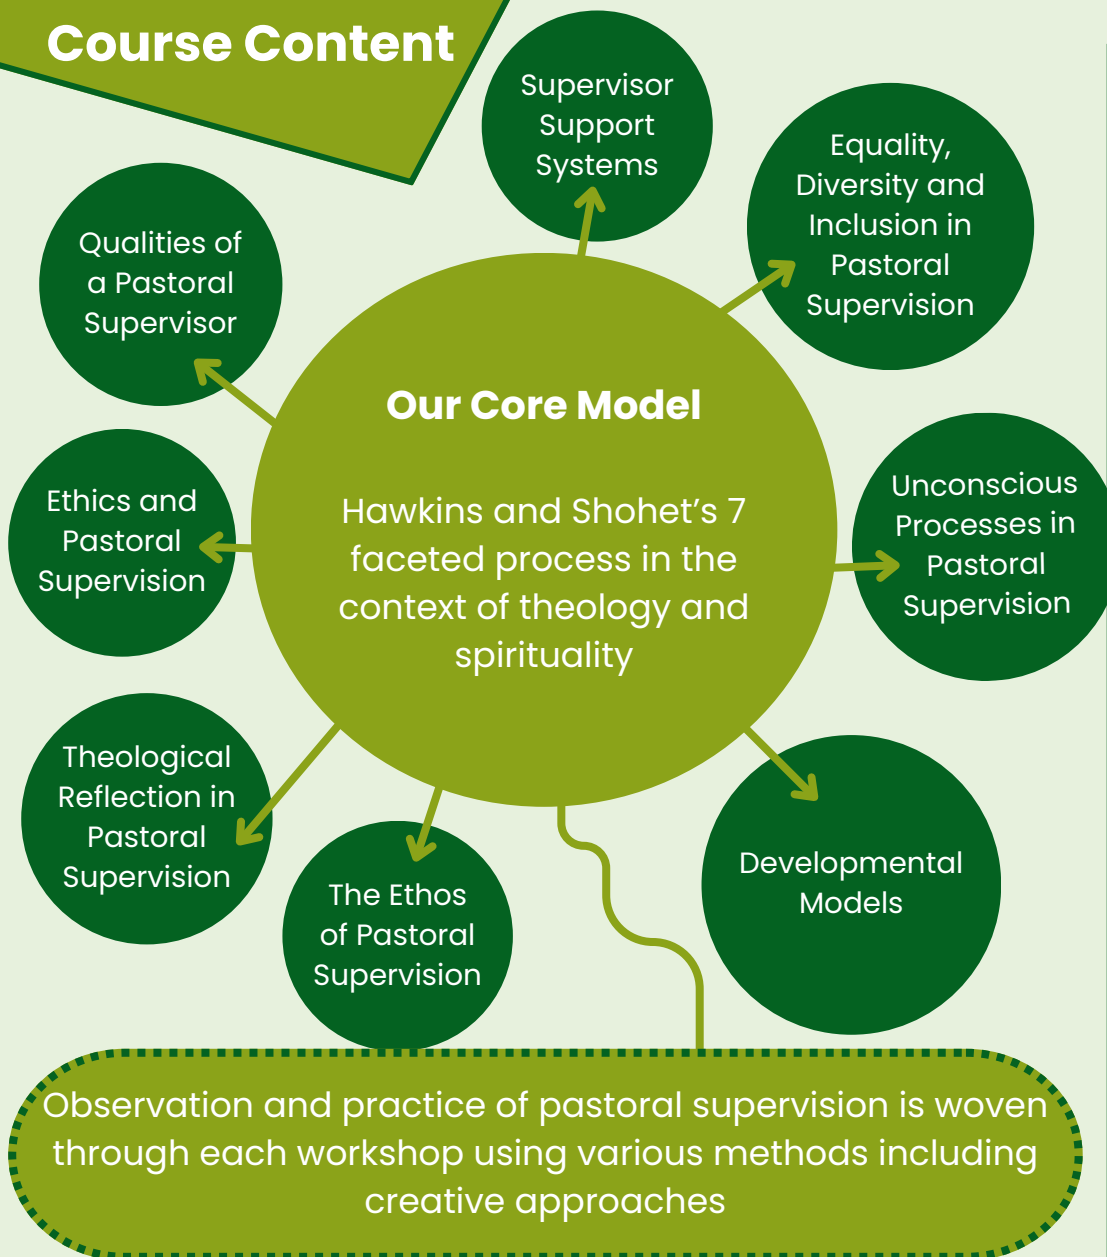 Course Content
Supervisor
Support
Systems
Equality,
Diversity and
Inclusion in
Pastoral
Supervision
Qualities of
a Pastoral
Supervisor
Our Core Model
Hawkins and Shohet’s 7
faceted process in the
context of theology and
spirituality
Unconscious
Processes in
Pastoral
Supervision
Ethics and
Pastoral
Supervision
Theological
Reflection in
Pastoral
Supervision
The Ethos
of Pastoral
Supervision
Developmental
Models
Observation and practice of pastoral supervision is woven
through each workshop using various methods including
creative approaches